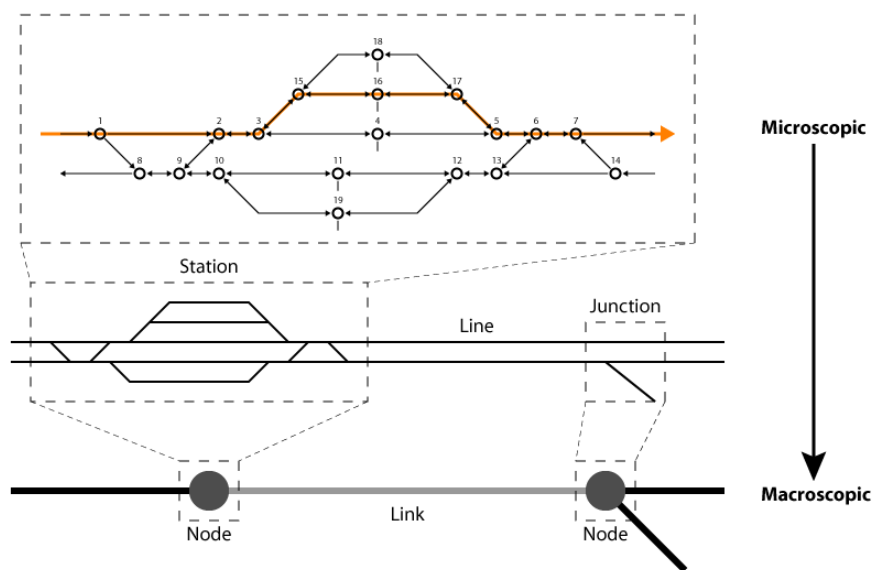 18
15 16 17
1 2 3 4 5 6 7
Microscopic
8 9 10 11 12 13 14
19
Station
Junction
Line
Link
Macroscopic
Node
Node